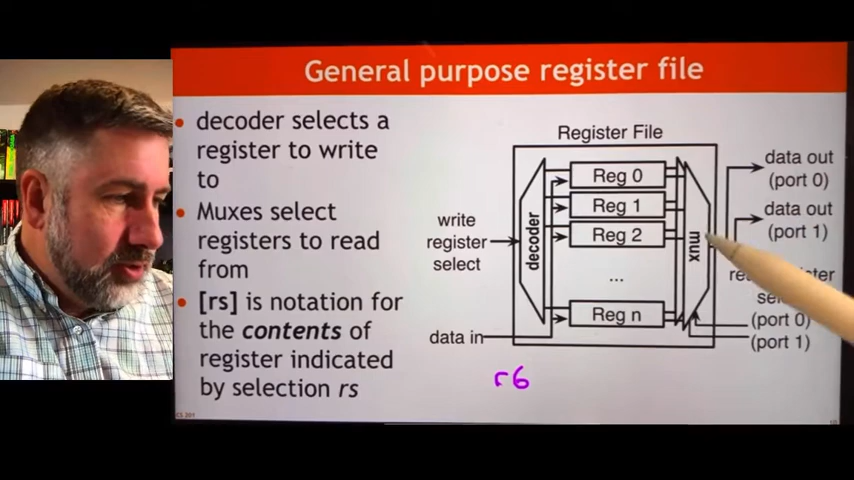 General purpose register file
• decoder selects a
register to write
to
• Muxes select
registers to read
from
• [rs] is notation for
the contents of
register indicated
by selection rs
Register File
write
register
select
data in
decoder
Reg 0
Reg 1
Reg 2
...
Reg n
mux
data out
(port 0)
data out
(port 1)
(port 0)
(port 1)
r6
CS 301